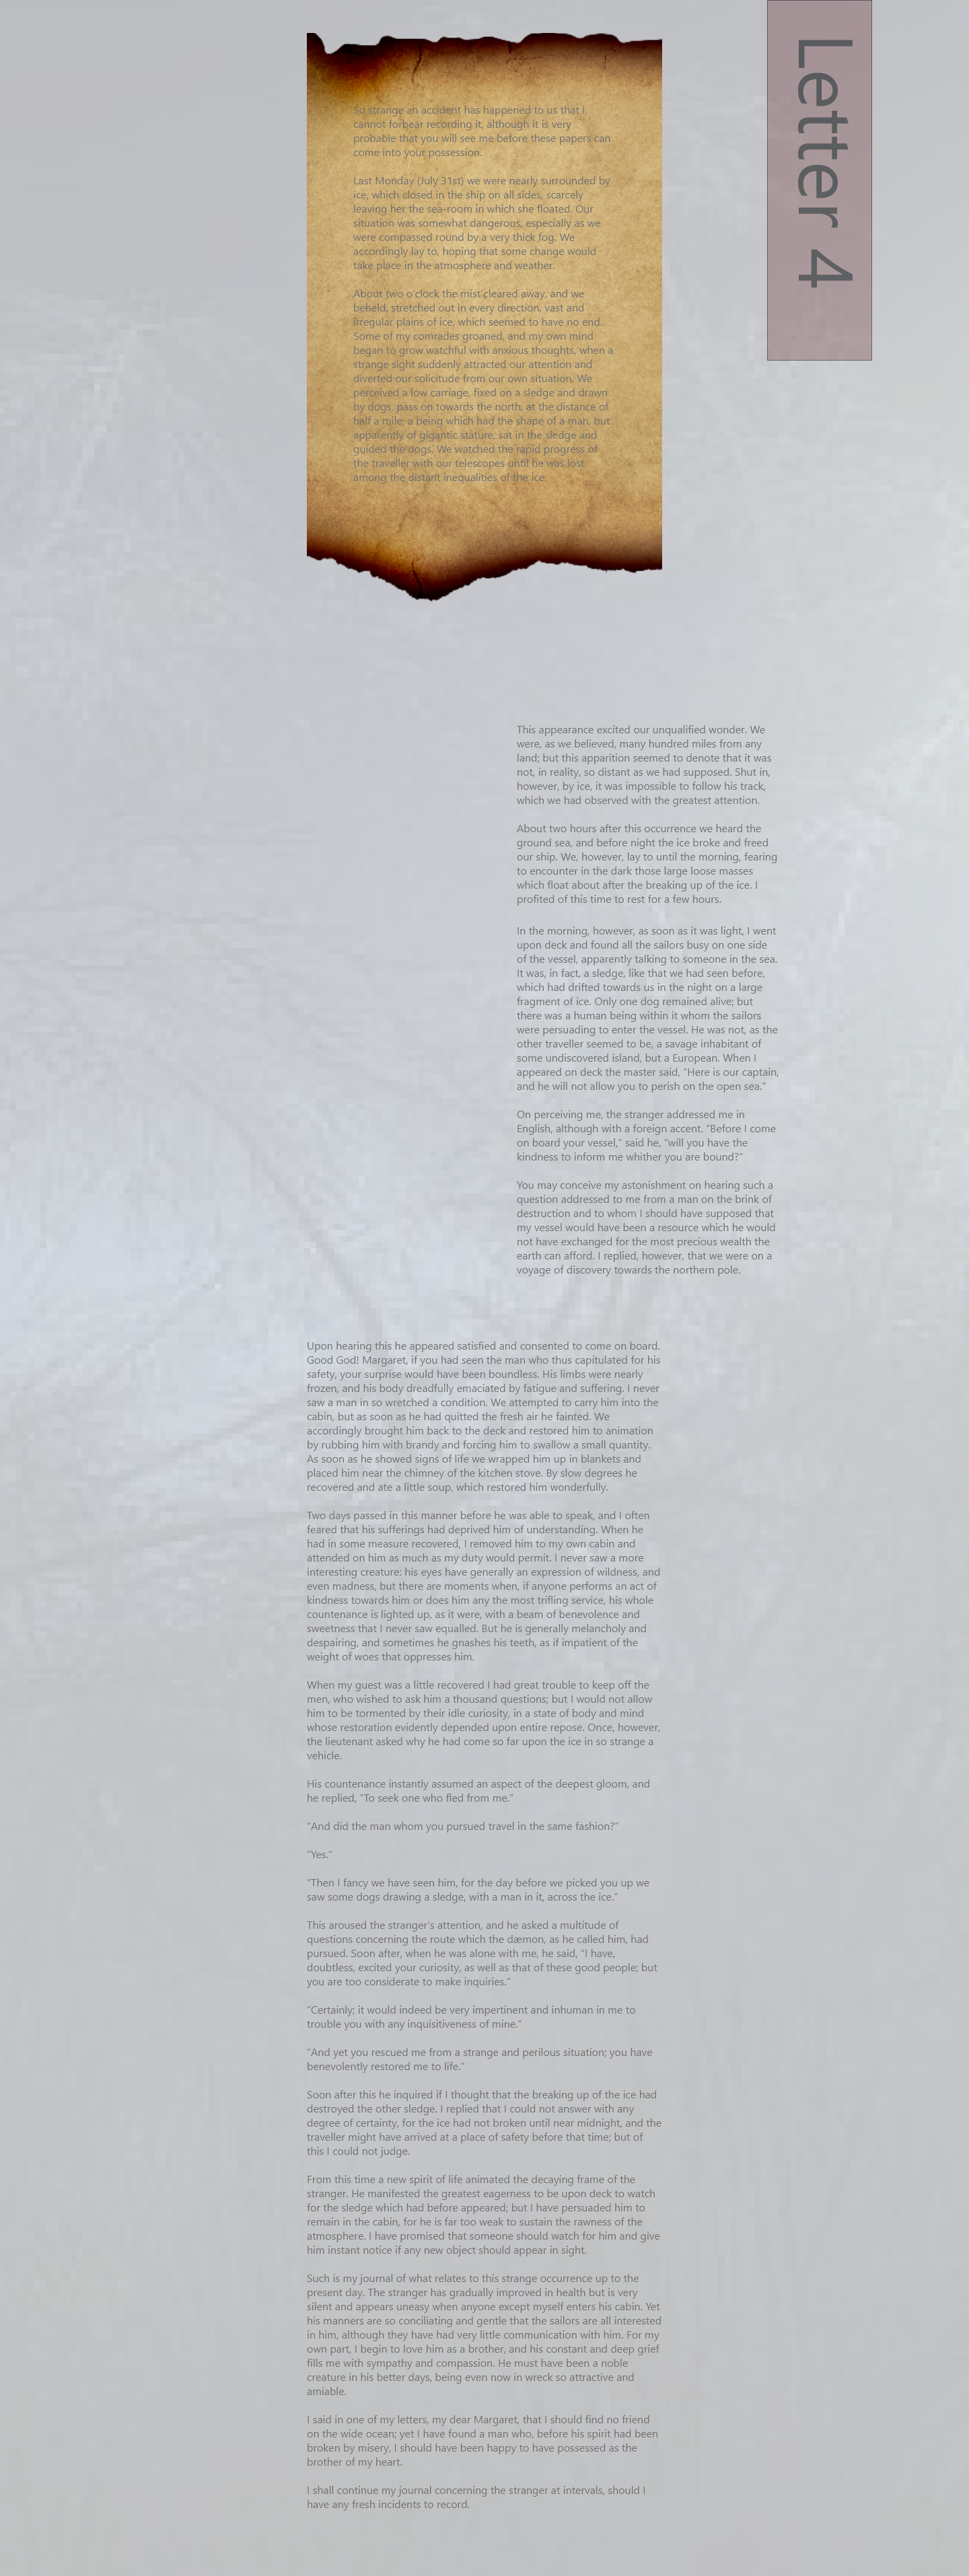 Letter 4
So strange an accident has happened to us that I
cannot forbear recording it, although it is very
probable that you will see me before these papers can
come into your possession.
Last Monday (July 31st) we were nearly surrounded by
ice, which closed in the ship on all sides, scarcely
leaving her the sea-room in which she floated. Our
situation was somewhat dangerous, especially as we
were compassed round by a very thick fog. We
accordingly lay to, hoping that some change would
take place in the atmosphere and weather.
About two o'clock the mist cleared away, and we
beheld, stretched out in every direction, vast and
irregular plains of ice, which seemed to have no end.
Some of my comrades groaned, and my own mind
began to grow watchful with anxious thoughts, when a
strange sight suddenly attracted our attention and
diverted our solicitude from our own situation. We
perceived a low carriage, fixed on a sledge and drawn
by dogs, pass on towards the north, at the distance of
half a mile; a being which had the shape of a man, but
apparently of gigantic stature, sat in the sledge and
guided the dogs. We watched the rapid progress of
the traveller with our telescopes until he was lost
among the distant inequalities of the ice.
This appearance excited our unqualified wonder. We
were, as we believed, many hundred miles from any
land; but this apparition seemed to denote that it was
not, in reality, so distant as we had supposed. Shut in,
however, by ice, it was impossible to follow his track,
which we had observed with the greatest attention.
About two hours after this occurrence we heard the
ground sea, and before night the ice broke and freed
our ship. We, however, lay to until the morning, fearing
to encounter in the dark those large loose masses
which float about after the breaking up of the ice. I
profited of this time to rest for a few hours.
In the morning, however, as soon as it was light, I went
upon deck and found all the sailors busy on one side
of the vessel, apparently talking to someone in the sea.
It was, in fact, a sledge, like that we had seen before,
which had drifted towards us in the night on a large
fragment of ice. Only one dog remained alive; but
there was a human being within it whom the sailors
were persuading to enter the vessel. He was not, as the
other traveller seemed to be, a savage inhabitant of
some undiscovered island, but a European. When I
appeared on deck the master said, “Here is our captain,
and he will not allow you to perish on the open sea.”
On perceiving me, the stranger addressed me in
English, although with a foreign accent. “Before I come
on board your vessel,” said he, “will you have the
kindness to inform me whither you are bound?”
You may conceive my astonishment on hearing such a
question addressed to me from a man on the brink of
destruction and to whom I should have supposed that
my vessel would have been a resource which he would
not have exchanged for the most precious wealth the
earth can afford. I replied, however, that we were on a
voyage of discovery towards the northern pole.
Upon hearing this he appeared satisfied and consented to come on board.
Good God! Margaret, if you had seen the man who thus capitulated for his
safety, your surprise would have been boundless. His limbs were nearly
frozen, and his body dreadfully emaciated by fatigue and suffering. I never
saw a man in so wretched a condition. We attempted to carry him into the
cabin, but as soon as he had quitted the fresh air he fainted. We
accordingly brought him back to the deck and restored him to animation
by rubbing him with brandy and forcing him to swallow a small quantity.
As soon as he showed signs of life we wrapped him up in blankets and
placed him near the chimney of the kitchen stove. By slow degrees he
recovered and ate a little soup, which restored him wonderfully.
Two days passed in this manner before he was able to speak, and I often
feared that his sufferings had deprived him of understanding. When he
had in some measure recovered, I removed him to my own cabin and
attended on him as much as my duty would permit. I never saw a more
interesting creature: his eyes have generally an expression of wildness, and
even madness, but there are moments when, if anyone performs an act of
kindness towards him or does him any the most trifling service, his whole
countenance is lighted up, as it were, with a beam of benevolence and
sweetness that I never saw equalled. But he is generally melancholy and
despairing, and sometimes he gnashes his teeth, as if impatient of the
weight of woes that oppresses him.
When my guest was a little recovered I had great trouble to keep off the
men, who wished to ask him a thousand questions; but I would not allow
him to be tormented by their idle curiosity, in a state of body and mind
whose restoration evidently depended upon entire repose. Once, however,
the lieutenant asked why he had come so far upon the ice in so strange a
vehicle.
His countenance instantly assumed an aspect of the deepest gloom, and
he replied, “To seek one who fled from me.”
“And did the man whom you pursued travel in the same fashion?”
“Yes.”
“Then I fancy we have seen him, for the day before we picked you up we
saw some dogs drawing a sledge, with a man in it, across the ice.”
This aroused the stranger's attention, and he asked a multitude of
questions concerning the route which the dæmon, as he called him, had
pursued. Soon after, when he was alone with me, he said, “I have,
doubtless, excited your curiosity, as well as that of these good people; but
you are too considerate to make inquiries.”
“Certainly; it would indeed be very impertinent and inhuman in me to
trouble you with any inquisitiveness of mine.”
“And yet you rescued me from a strange and perilous situation; you have
benevolently restored me to life.”
Soon after this he inquired if I thought that the breaking up of the ice had
destroyed the other sledge. I replied that I could not answer with any
degree of certainty, for the ice had not broken until near midnight, and the
traveller might have arrived at a place of safety before that time; but of
this I could not judge.
From this time a new spirit of life animated the decaying frame of the
stranger. He manifested the greatest eagerness to be upon deck to watch
for the sledge which had before appeared; but I have persuaded him to
remain in the cabin, for he is far too weak to sustain the rawness of the
atmosphere. I have promised that someone should watch for him and give
him instant notice if any new object should appear in sight.
Such is my journal of what relates to this strange occurrence up to the
present day. The stranger has gradually improved in health but is very
silent and appears uneasy when anyone except myself enters his cabin. Yet
his manners are so conciliating and gentle that the sailors are all interested
in him, although they have had very little communication with him. For my
own part, I begin to love him as a brother, and his constant and deep grief
fills me with sympathy and compassion. He must have been a noble
creature in his better days, being even now in wreck so attractive and
amiable.
I said in one of my letters, my dear Margaret, that I should find no friend
on the wide ocean; yet I have found a man who, before his spirit had been
broken by misery, I should have been happy to have possessed as the
brother of my heart.
I shall continue my journal concerning the stranger at intervals, should I
have any fresh incidents to record.